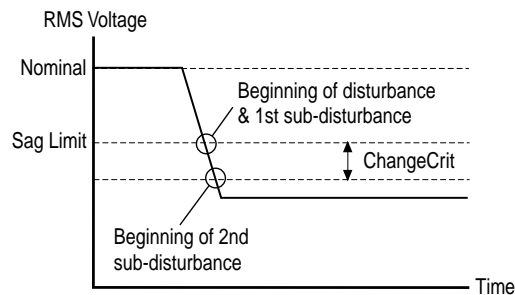 RMS Voltage
Nominal
Beginning of disturbance
& 1st sub-disturbance
Sag Limit
ChangeCrit
Beginning of 2nd
sub-disturbance
Time